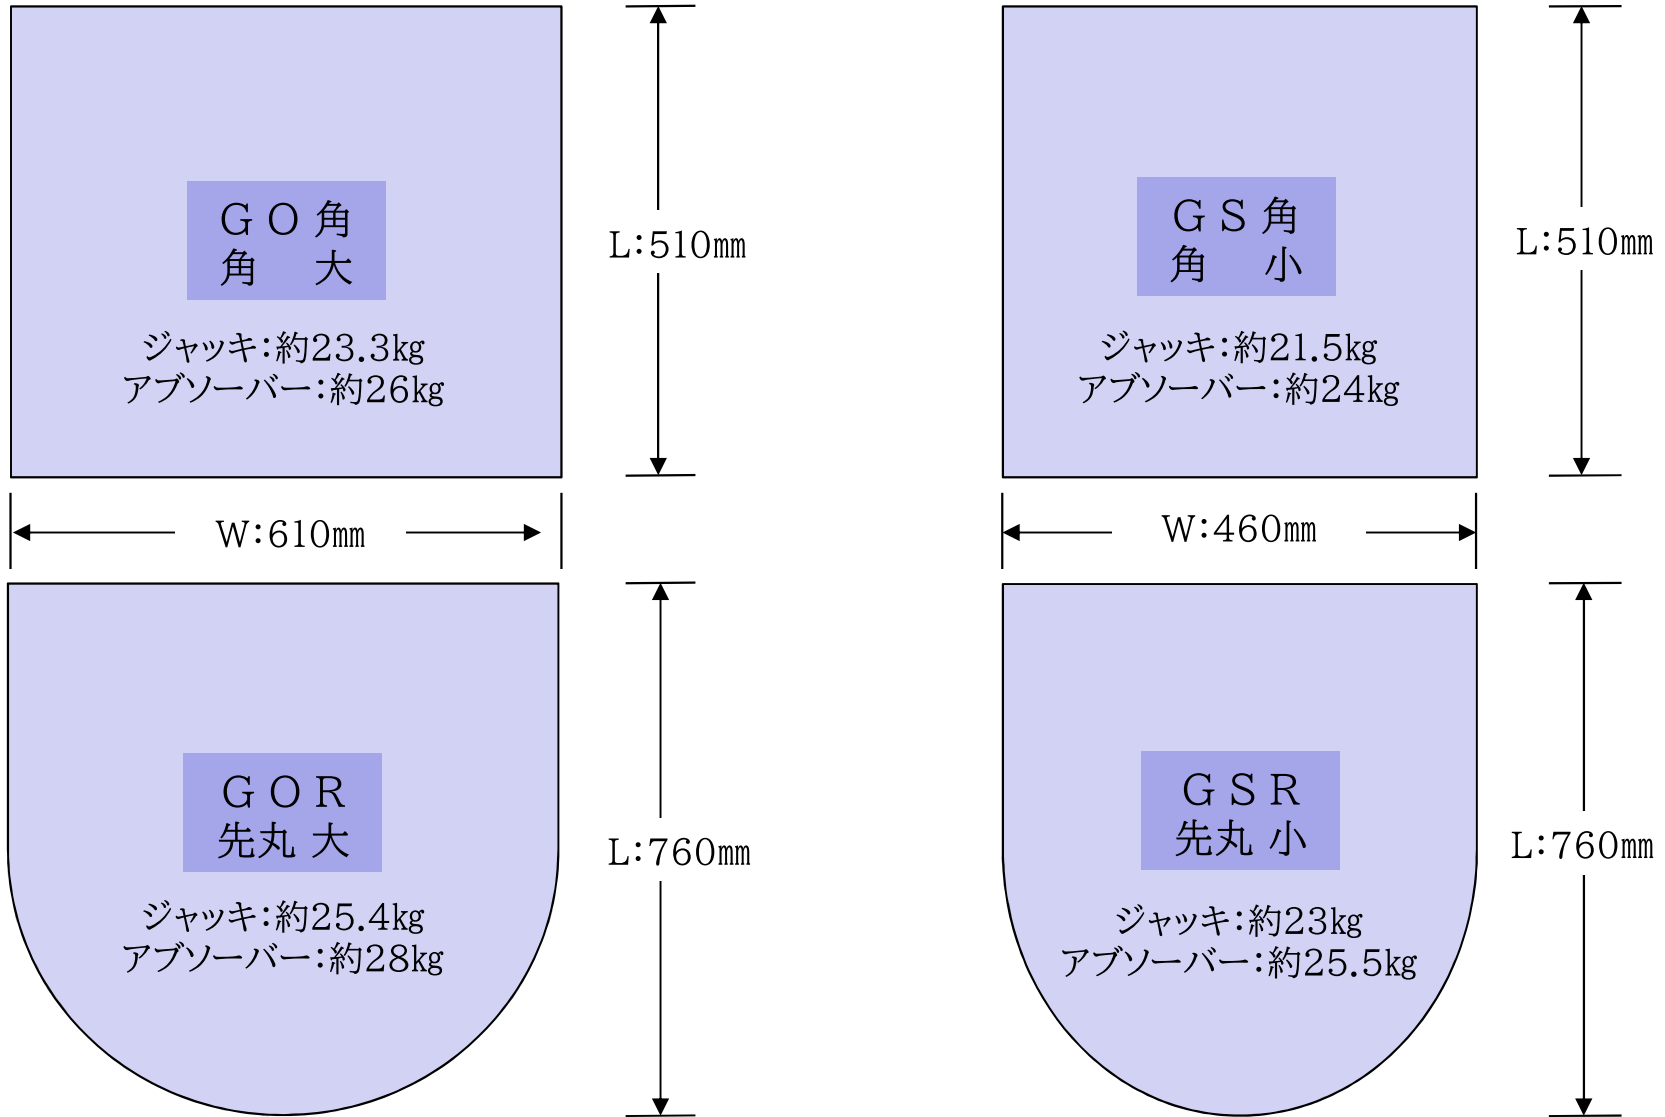 GO角
角 大
ジャッキ:約23.3kg
アブソーバー:約26kg
L:510㎜
W:610㎜
GS角
角 小
ジャッキ:約21.5kg
アブソーバー:約24kg
L:510㎜
W:460㎜
GOR
先丸 大
ジャッキ:約25.4kg
アブソーバー:約28kg
L:760㎜
GSR
先丸 小
ジャッキ:約23kg
アブソーバー:約25.5kg
L:760㎜